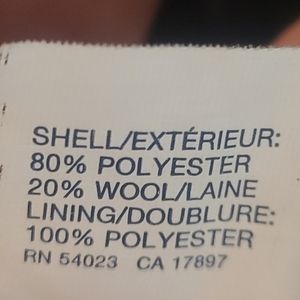 SHELL/EXTÉRIEUR:
80% POLYESTER
20% WOOL/LAINE
LINING/DOUBLURE:
100% POLYESTER
RN 54023 CA 17897